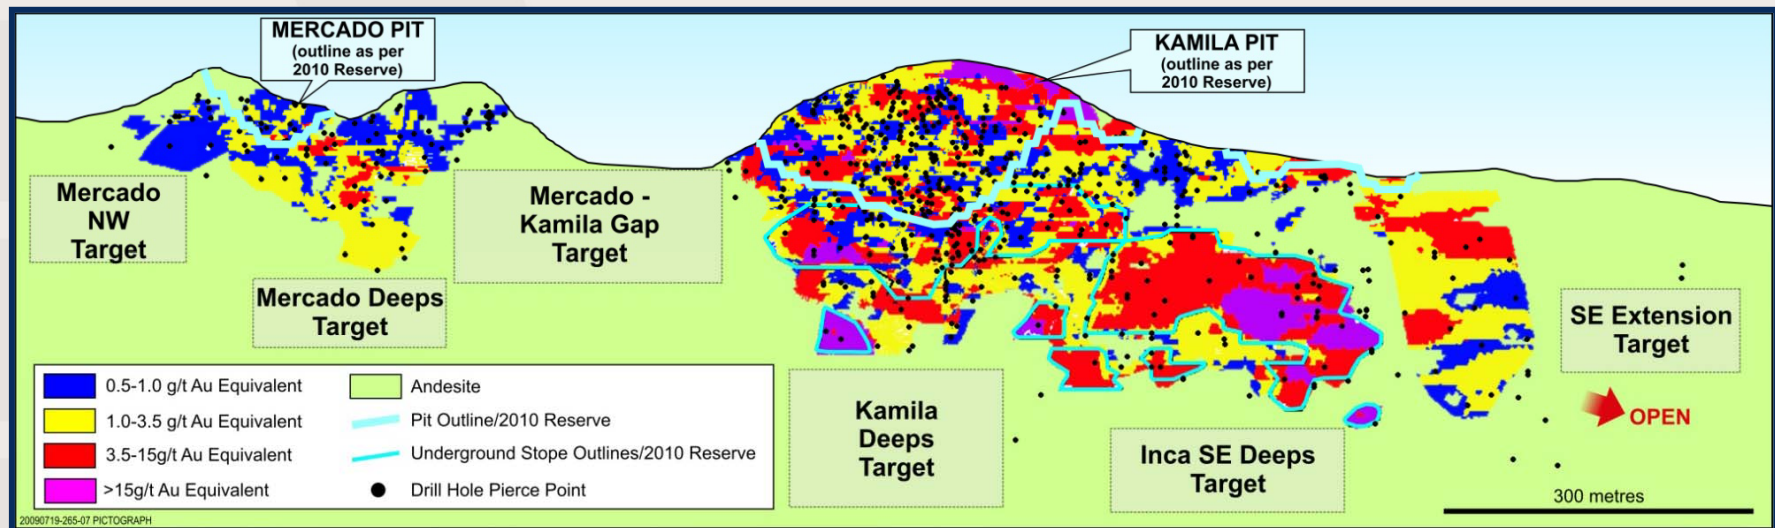 MERCADO PIT
(outline as per
2010 Reserve)
KAMILA PIT
(outline as per
2010 Reserve)
Mercado
NW
Target
Mercado Deeps
Target
Mercado -
Kamila Gap
Target
Kamila
Deeps
Target
Inca SE Deeps
Target
SE Extension
Target
OPEN
0.5-1.0 g/t Au Equivalent
1.0-3.5 g/t Au Equivalent
3.5-15g/t Au Equivalent
>15g/t Au Equivalent
Andesite
Pit Outline/2010 Reserve
Underground Stope Outlines/2010 Reserve
Drill Hole Pierce Point
300 metres
20090719-265-07 PICTOGRAPH